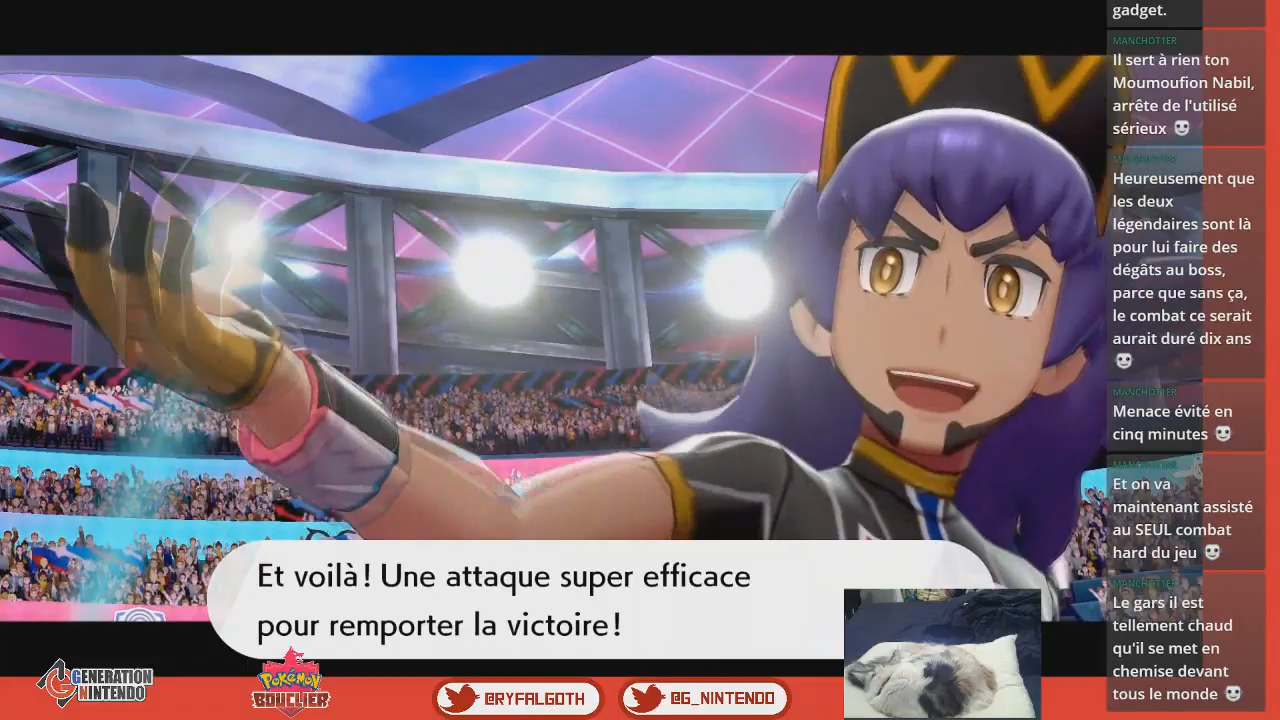 gadget.
MANCHOT1ER
Il sert à rien ton
Moumoufion Nabil,
arrête de l'utilisé
sérieux
MANCHOT1ER
Heureusement que
les deux
légendaires sont là
pour lui faire des
dégâts au boss,
parce que sans ça,
le combat ce serait
aurait duré dix ans
MANCHOT1ER
Menace évité en
cinq minutes
MANCHOT1ER
Et on va
maintenant assisté
au SEUL combat
hard du jeu
MANCHOT1ER
Le gars il est
tellement chaud
qu'il se met en
chemise devant
tous le monde
Et voilà! Une attaque super efficace
pour remporter la victoire!
GENERATION
NINTENDO
POKéMON
BOUCLIER
@RYFALGOTH
@G_NINTENDO